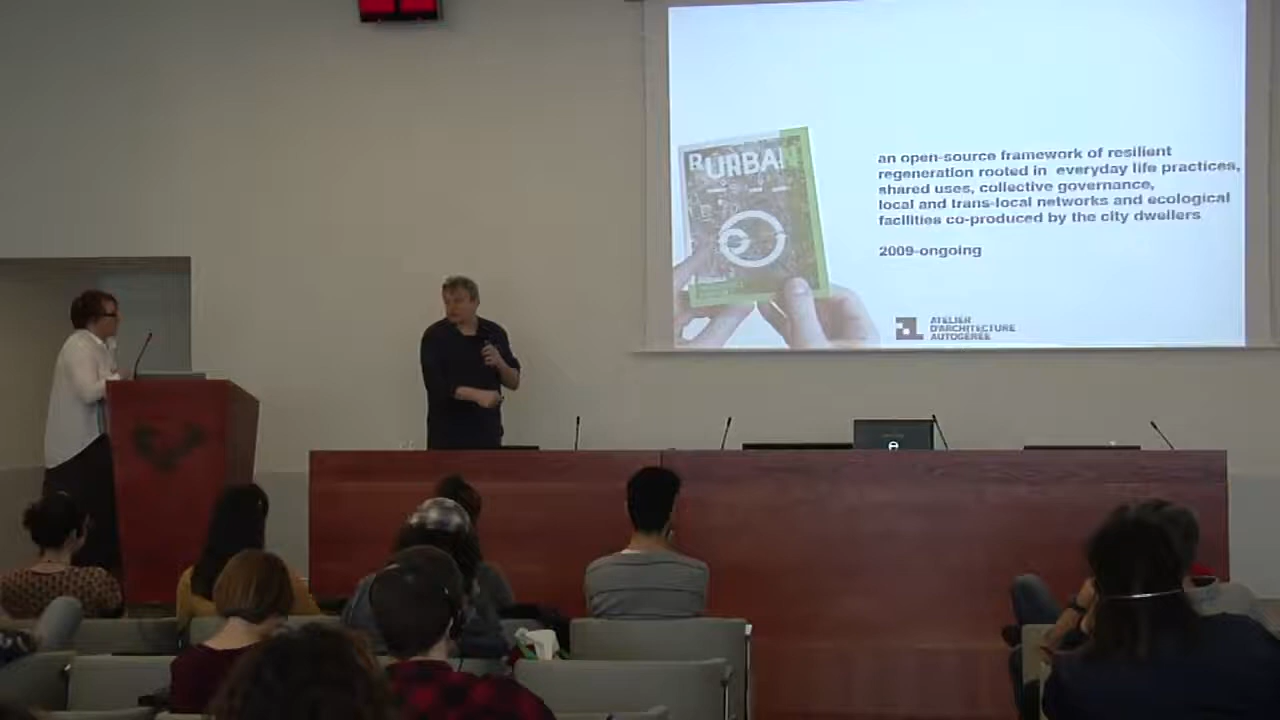 R URBAN
an open-source framework of resilient
regeneration rooted in everyday life practices,
shared uses, collective governance,
local and trans-local networks and ecological
facilities co-produced by the city dwellers
2009-ongoing
ATELIER
D'ARCHITECTURE
AUTOGÉRÉE